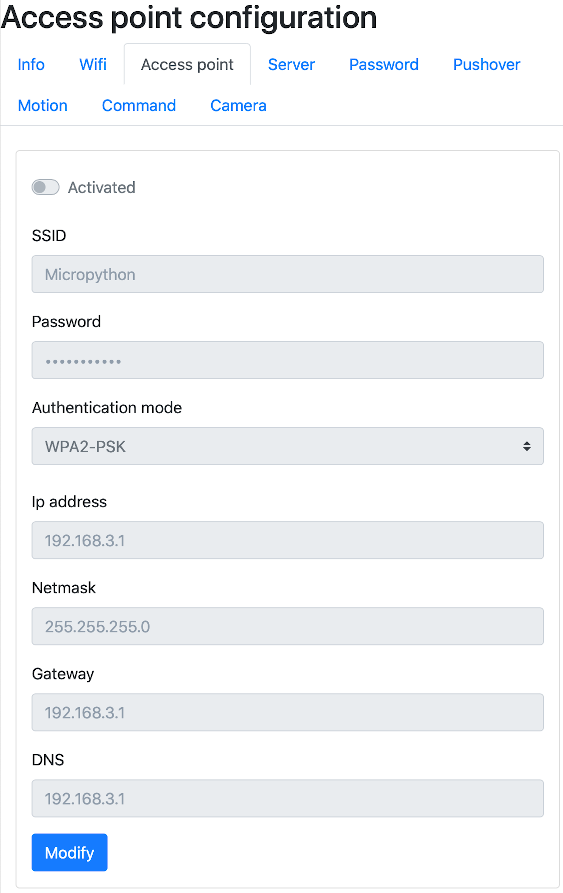 Access point configuration
Info Wifi Access point Server Password Pushover
Motion Command Camera
Activated
SSID
Micropython
Password
•••••••••••
Authentication mode
WPA2-PSK
Ip address
192.168.3.1
Netmask
255.255.255.0
Gateway
192.168.3.1
DNS
192.168.3.1
Modify